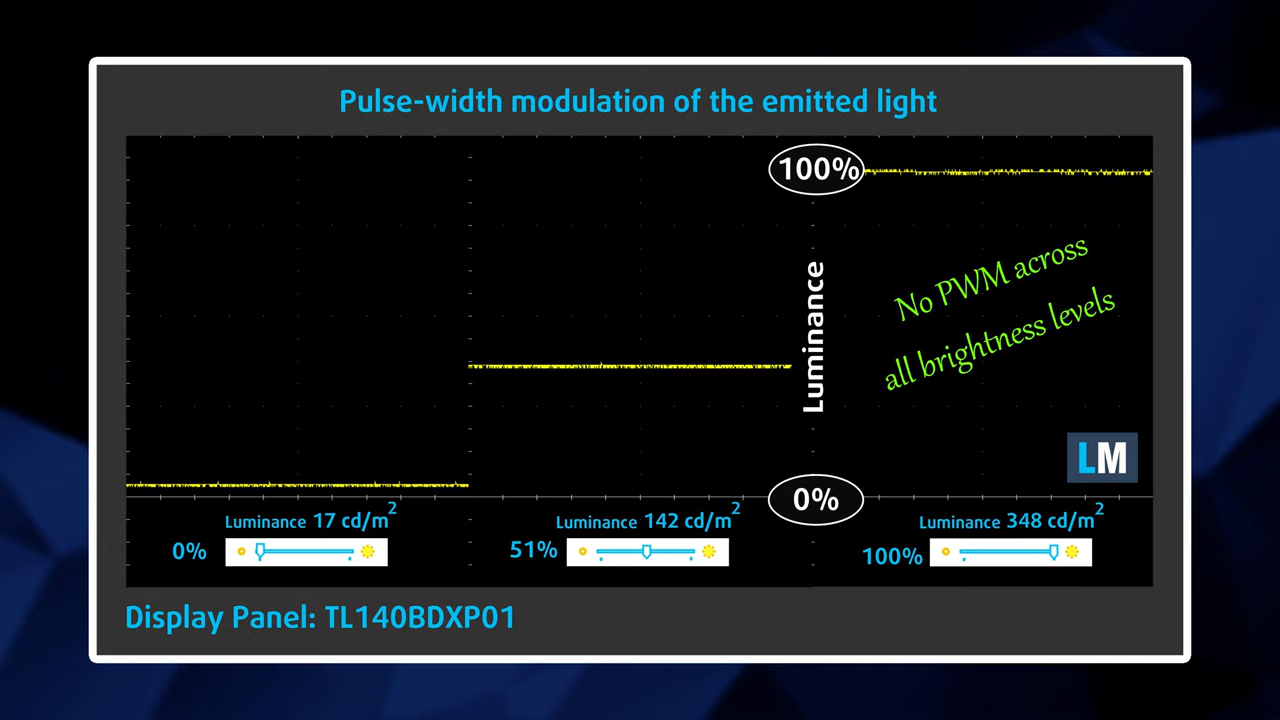 Pulse-width modulation of the emitted light
100%
Luminance
No PWM across
all brightness levels
LM
0%
Luminance 17 cd/m²
Luminance 142 cd/m²
Luminance 348 cd/m²
0%
51%
100%
Display Panel: TL140BDXP01